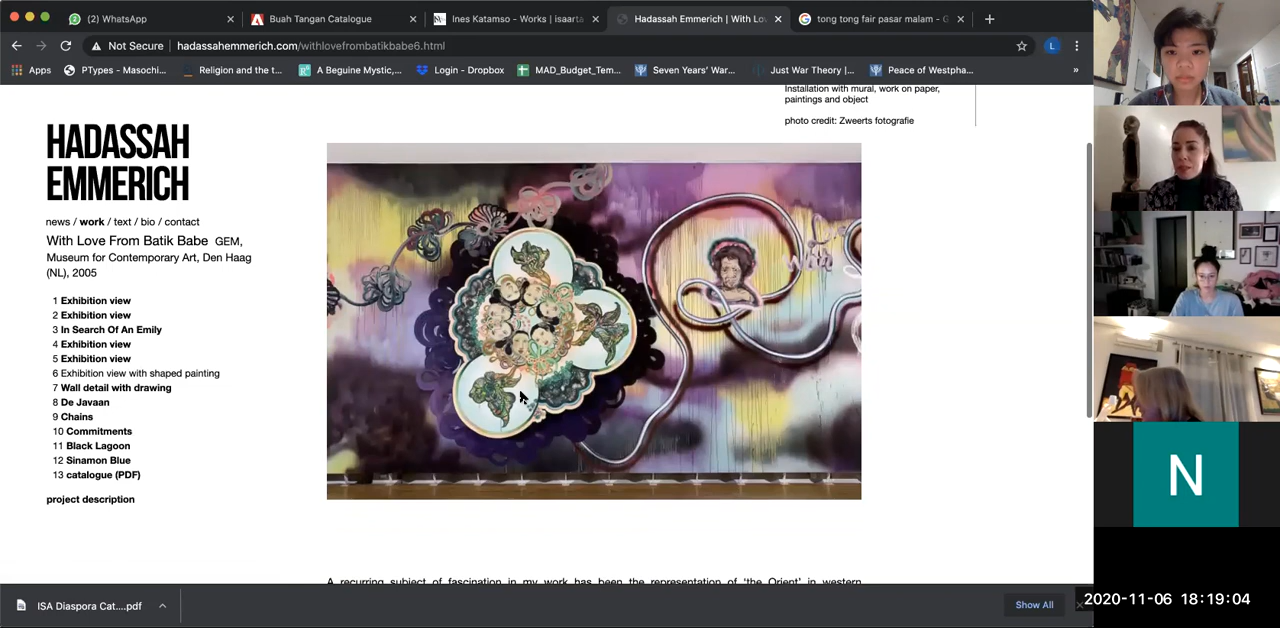 (2) WhatsApp
Buah Tangan Catalogue
Ines Katamso - Works | isaarta
Hadassah Emmerich | With Lo
tong tong fair pasar malam - G
Not Secure
hadassahemmerich.com/withlovefrombatikbabe6.html
L
Apps
PTypes - Masochi...
Religion and the t...
A Beguine Mystic,...
Login - Dropbox
MAD_Budget_Tem...
Seven Years' War...
Just War Theory |...
Peace of Westpha...
»
Installation with mural, work on paper,
paintings and object
photo credit: Zweerts fotografie
HADASSAH
EMMERICH
news / work / text / bio / contact
With Love From Batik Babe GEM,
Museum for Contemporary Art, Den Haag
(NL), 2005
1 Exhibition view
2 Exhibition view
3 In Search Of An Emily
4 Exhibition view
5 Exhibition view
6 Exhibition view with shaped painting
7 Wall detail with drawing
8 De Javaan
9 Chains
10 Commitments
11 Black Lagoon
12 Sinamon Blue
13 catalogue (PDF)
project description
A recurring subject of fascination in my work has been the representation of 'the Orient' in western
ISA Diaspora Cat....pdf
Show All
N
2020-11-06 18:19:04